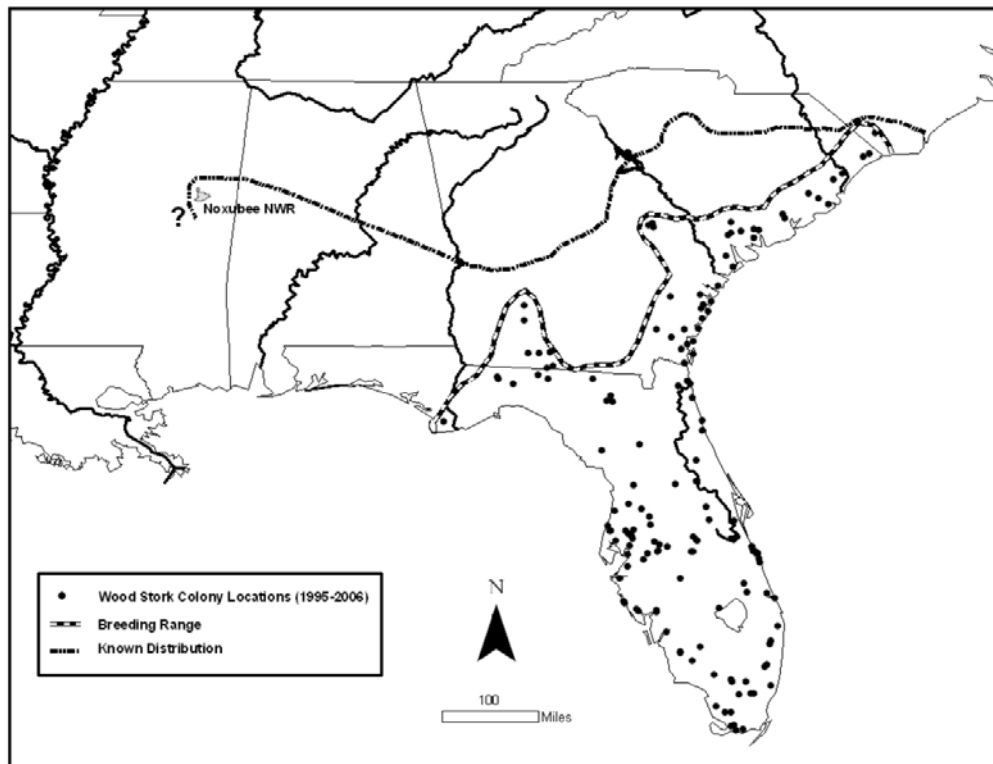 ?
Noxubee NWR
Wood Stork Colony Locations (1995-2006)
Breeding Range
Known Distribution
N
100
Miles